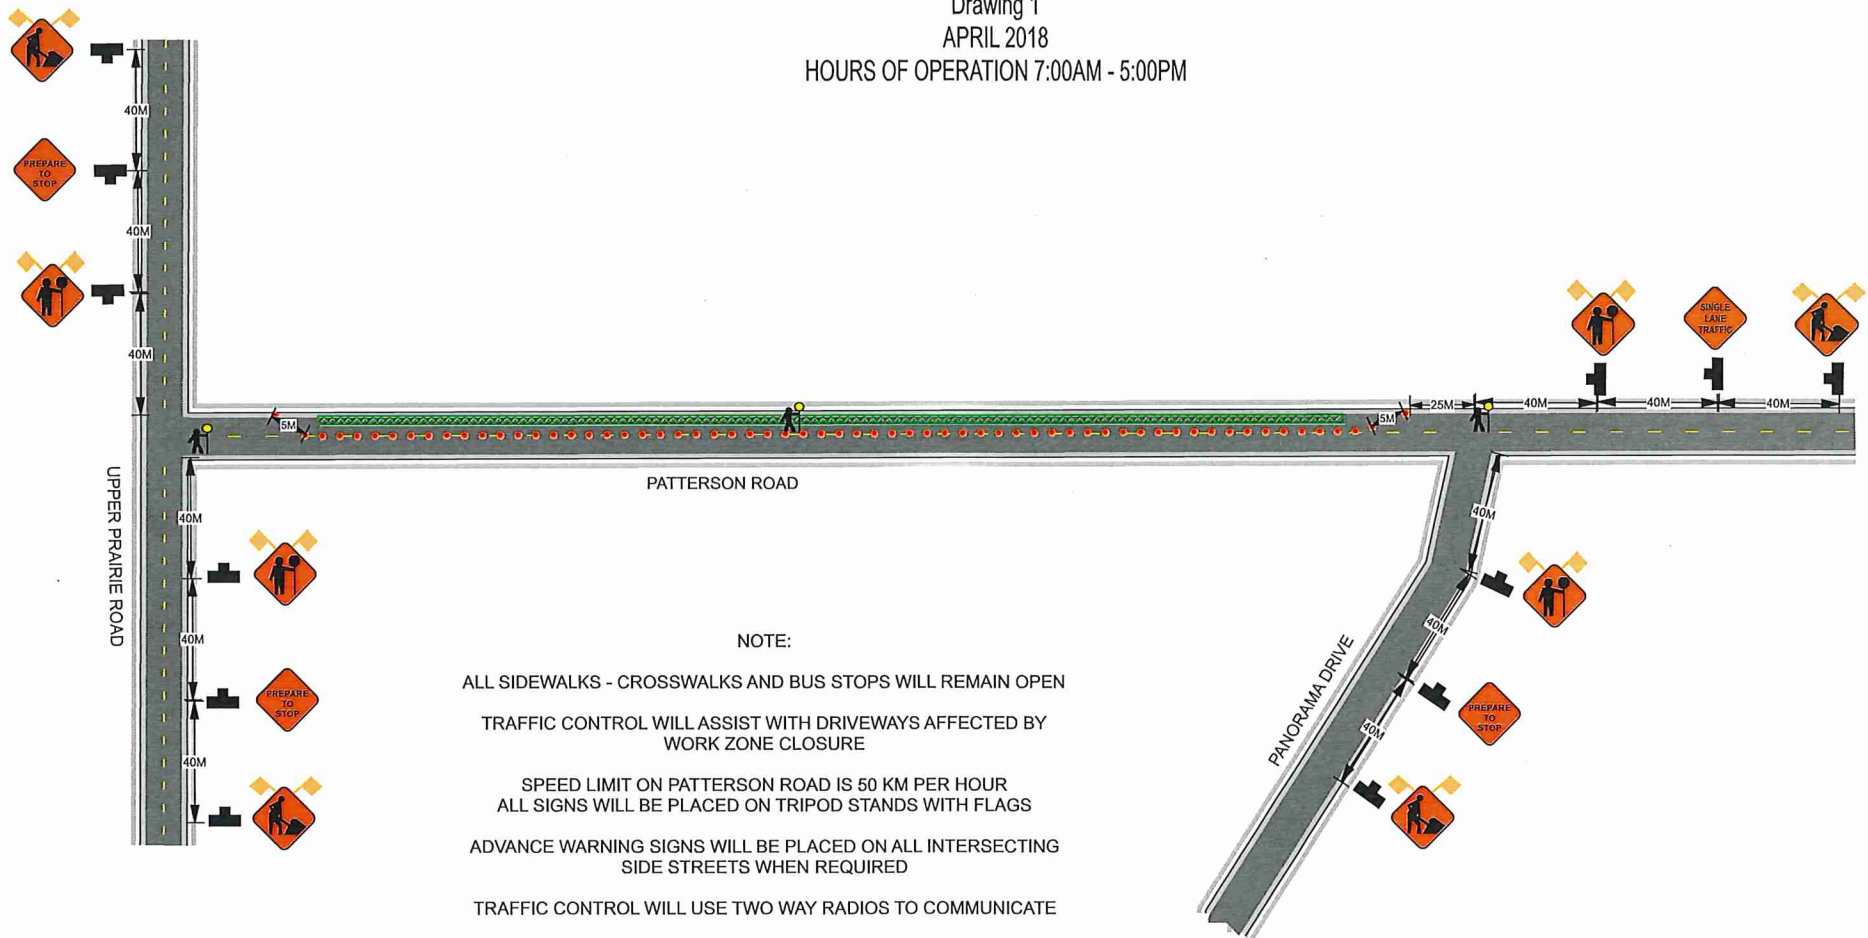 Drawing 1
APRIL 2018
HOURS OF OPERATION 7:00AM - 5:00PM
40M
PREPARE
TO
STOP
40M
40M
SINGLE
LANE
TRAFFIC
5M
5M
25M
40M
40M
40M
UPPER PRAIRIE ROAD
PATTERSON ROAD
40M
40M
PREPARE
TO
STOP
40M
40M
40M
PREPARE
TO
STOP
40M
PANORAMA DRIVE
NOTE:
ALL SIDEWALKS - CROSSWALKS AND BUS STOPS WILL REMAIN OPEN
TRAFFIC CONTROL WILL ASSIST WITH DRIVEWAYS AFFECTED BY
WORK ZONE CLOSURE
SPEED LIMIT ON PATTERSON ROAD IS 50 KM PER HOUR
ALL SIGNS WILL BE PLACED ON TRIPOD STANDS WITH FLAGS
ADVANCE WARNING SIGNS WILL BE PLACED ON ALL INTERSECTING
SIDE STREETS WHEN REQUIRED
TRAFFIC CONTROL WILL USE TWO WAY RADIOS TO COMMUNICATE